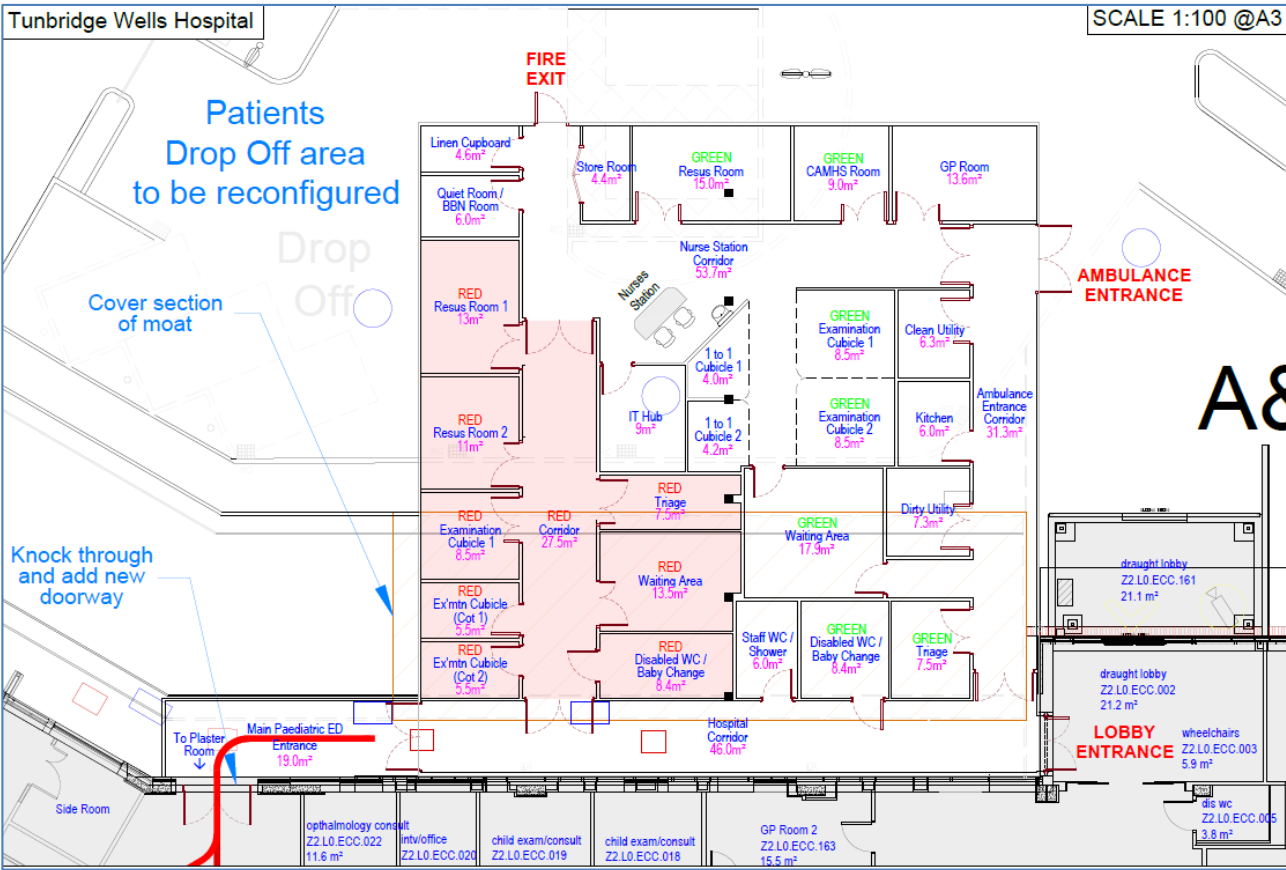 Tunbridge Wells Hospital
SCALE 1:100 @A3
FIRE
EXIT
Patients
Drop Off area
to be reconfigured
Drop
Off
Cover section
of moat
Knock through
and add new
doorway
Linen Cupboard
4.6m²
Quiet Room /
BBN Room
6.0m²
Store Room
4.4m²
GREEN
Resus Room
15.0m²
GREEN
CAMHS Room
9.0m²
GP Room
13.6m²
Nurse Station
Corridor
53.7m²
Nurses
Station
AMBULANCE
ENTRANCE
RED
Resus Room 1
13m²
RED
Resus Room 2
11m²
RED
Examination
Cubicle 1
8.5m²
RED
Corridor
27.5m²
RED
Ex'mtn Cubicle
(Cot 1)
5.5m²
RED
Ex'mtn Cubicle
(Cot 2)
5.5m²
IT Hub
9m²
1 to 1
Cubicle 1
4.0m²
1 to 1
Cubicle 2
4.2m²
GREEN
Examination
Cubicle 1
8.5m²
GREEN
Examination
Cubicle 2
8.5m²
Clean Utility
6.3m²
Kitchen
6.0m²
Ambulance
Entrance
Corridor
31.3m²
A&
RED
Triage
7.5m²
RED
Waiting Area
13.5m²
RED
Disabled WC /
Baby Change
8.4m²
GREEN
Waiting Area
17.9m²
Dirty Utility
7.3m²
Staff WC /
Shower
6.0m²
GREEN
Disabled WC /
Baby Change
8.4m²
GREEN
Triage
7.5m²
draught lobby
Z2.L0.ECC.161
21.1 m²
draught lobby
Z2.L0.ECC.002
21.2 m²
LOBBY
ENTRANCE
wheelchairs
Z2.L0.ECC.003
5.9 m²
dis wc
Z2.L0.ECC.005
3.8 m²
To Plaster
Room
Main Paediatric ED
Entrance
19.0m²
Hospital
Corridor
46.0m²
Side Room
opthalmology consult
Z2.L0.ECC.022
11.6 m²
intv/office
Z2.L0.ECC.020
child exam/consult
Z2.L0.ECC.019
child exam/consult
Z2.L0.ECC.018
GP Room 2
Z2.L0.ECC.163
15.5 m²